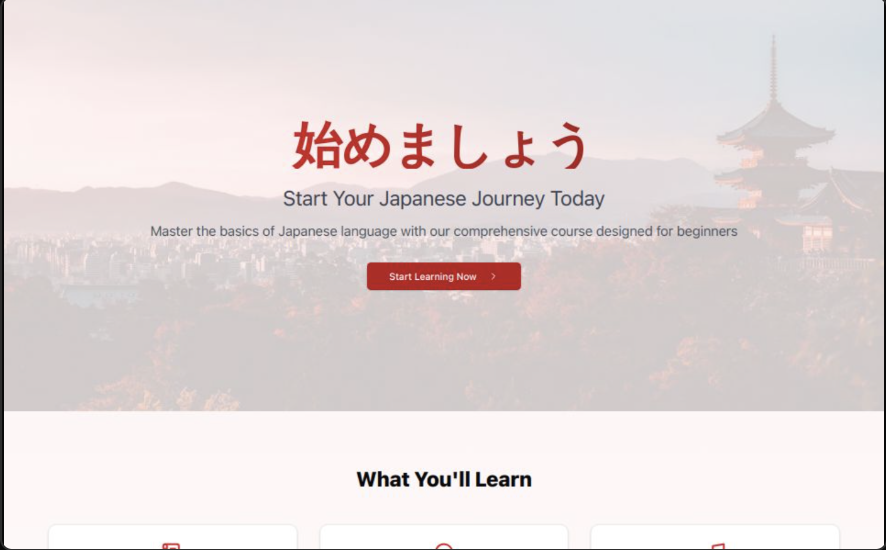 始めましょう
Start Your Japanese Journey Today
Master the basics of Japanese language with our comprehensive course designed for beginners
Start Learning Now
What You'll Learn